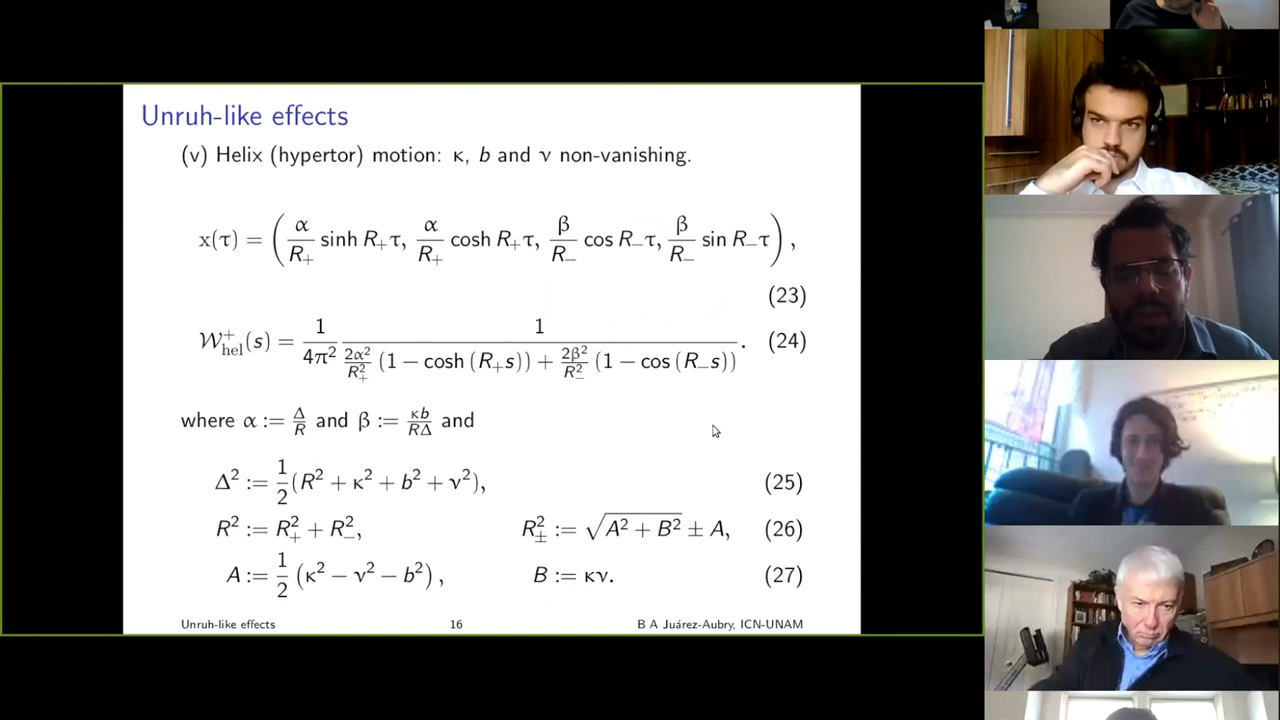 Unruh-like effects
(v) Helix (hypertor) motion: κ, b and ν non-vanishing.
x(τ) = ( α/R₊ sinh R₊τ, α/R₊ cosh R₊τ, β/R₋ cos R₋τ, β/R₋ sin R₋τ ) ,
(23)
𝒲⁺ₕₑₗ(s) = 1/4π² 1/( 2α²/R₊² (1 − cosh (R₊s)) + 2β²/R₋² (1 − cos (R₋s)) ) . (24)
where α := Δ/R and β := κb/RΔ and
Δ² := 1/2 (R² + κ² + b² + ν²), (25)
R² := R₊² + R₋², R±² := √(A² + B²) ± A, (26)
A := 1/2 (κ² − ν² − b²) , B := κν. (27)
Unruh-like effects 16 B A Juárez-Aubry, ICN-UNAM